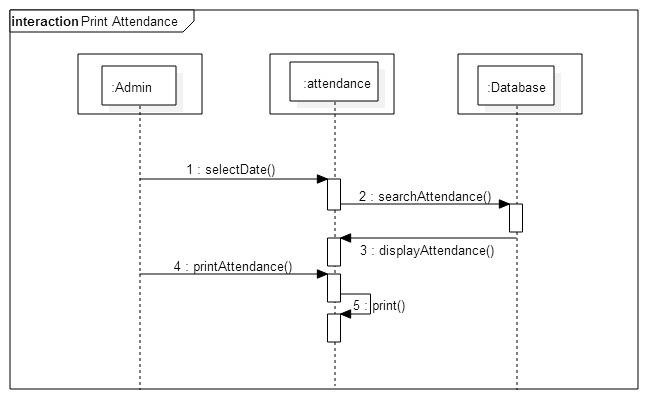 interaction Print Attendance
:Admin
:attendance
:Database
1 : selectDate()
2 : searchAttendance()
3 : displayAttendance()
4 : printAttendance()
5 : print()